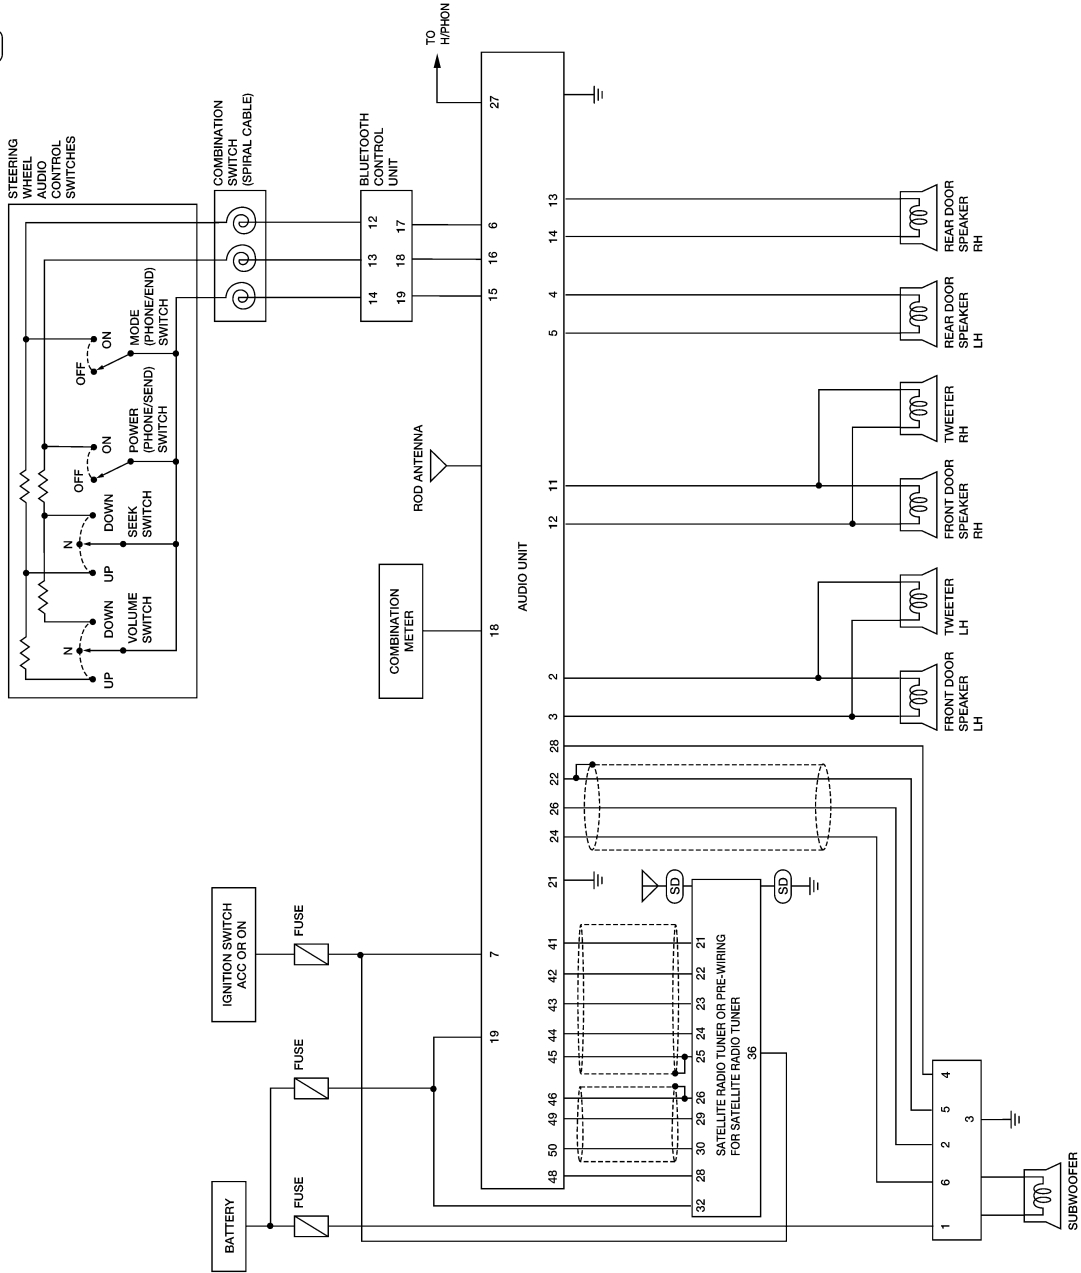 STEERING
WHEEL
AUDIO
CONTROL
SWITCHES
UP
N
DOWN
VOLUME
SWITCH
UP
N
DOWN
SEEK
SWITCH
OFF
ON
POWER
(PHONE/SEND)
SWITCH
OFF
ON
MODE
(PHONE/END)
SWITCH
COMBINATION
SWITCH
(SPIRAL CABLE)
BLUETOOTH
CONTROL
UNIT
14
13
12
19
18
17
TO
H/PHON
BATTERY
FUSE
FUSE
IGNITION SWITCH
ACC OR ON
FUSE
COMBINATION
METER
ROD ANTENNA
19
7
18
15
16
6
27
AUDIO UNIT
48
50
49
46
45
44
43
42
41
21
24
26
22
28
3
2
12
11
5
4
14
13
32
28
30
29
26
25
24
23
22
21
SATELLITE RADIO TUNER OR PRE-WIRING
FOR SATELLITE RADIO TUNER
36
SD
SD
FRONT DOOR
SPEAKER
LH
TWEETER
LH
FRONT DOOR
SPEAKER
RH
TWEETER
RH
REAR DOOR
SPEAKER
LH
REAR DOOR
SPEAKER
RH
1
6
2
5
4
3
SUBWOOFER